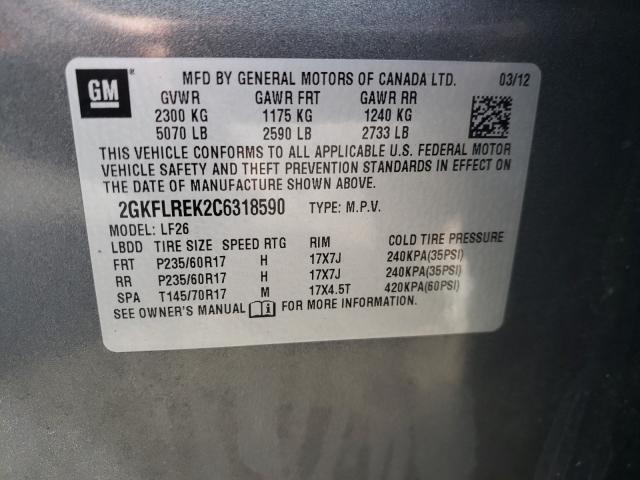 GM ®
MFD BY GENERAL MOTORS OF CANADA LTD. 03/12
GVWR GAWR FRT GAWR RR
2300 KG 1175 KG 1240 KG
5070 LB 2590 LB 2733 LB
THIS VEHICLE CONFORMS TO ALL APPLICABLE U.S. FEDERAL MOTOR
VEHICLE SAFETY AND THEFT PREVENTION STANDARDS IN EFFECT ON
THE DATE OF MANUFACTURE SHOWN ABOVE.
2GKFLREK2C6318590 TYPE: M.P.V.
MODEL: LF26
LBDD TIRE SIZE SPEED RTG RIM COLD TIRE PRESSURE
FRT P235/60R17 H 17X7J 240KPA(35PSI)
RR P235/60R17 H 17X7J 240KPA(35PSI)
SPA T145/70R17 M 17X4.5T 420KPA(60PSI)
SEE OWNER'S MANUAL FOR MORE INFORMATION.